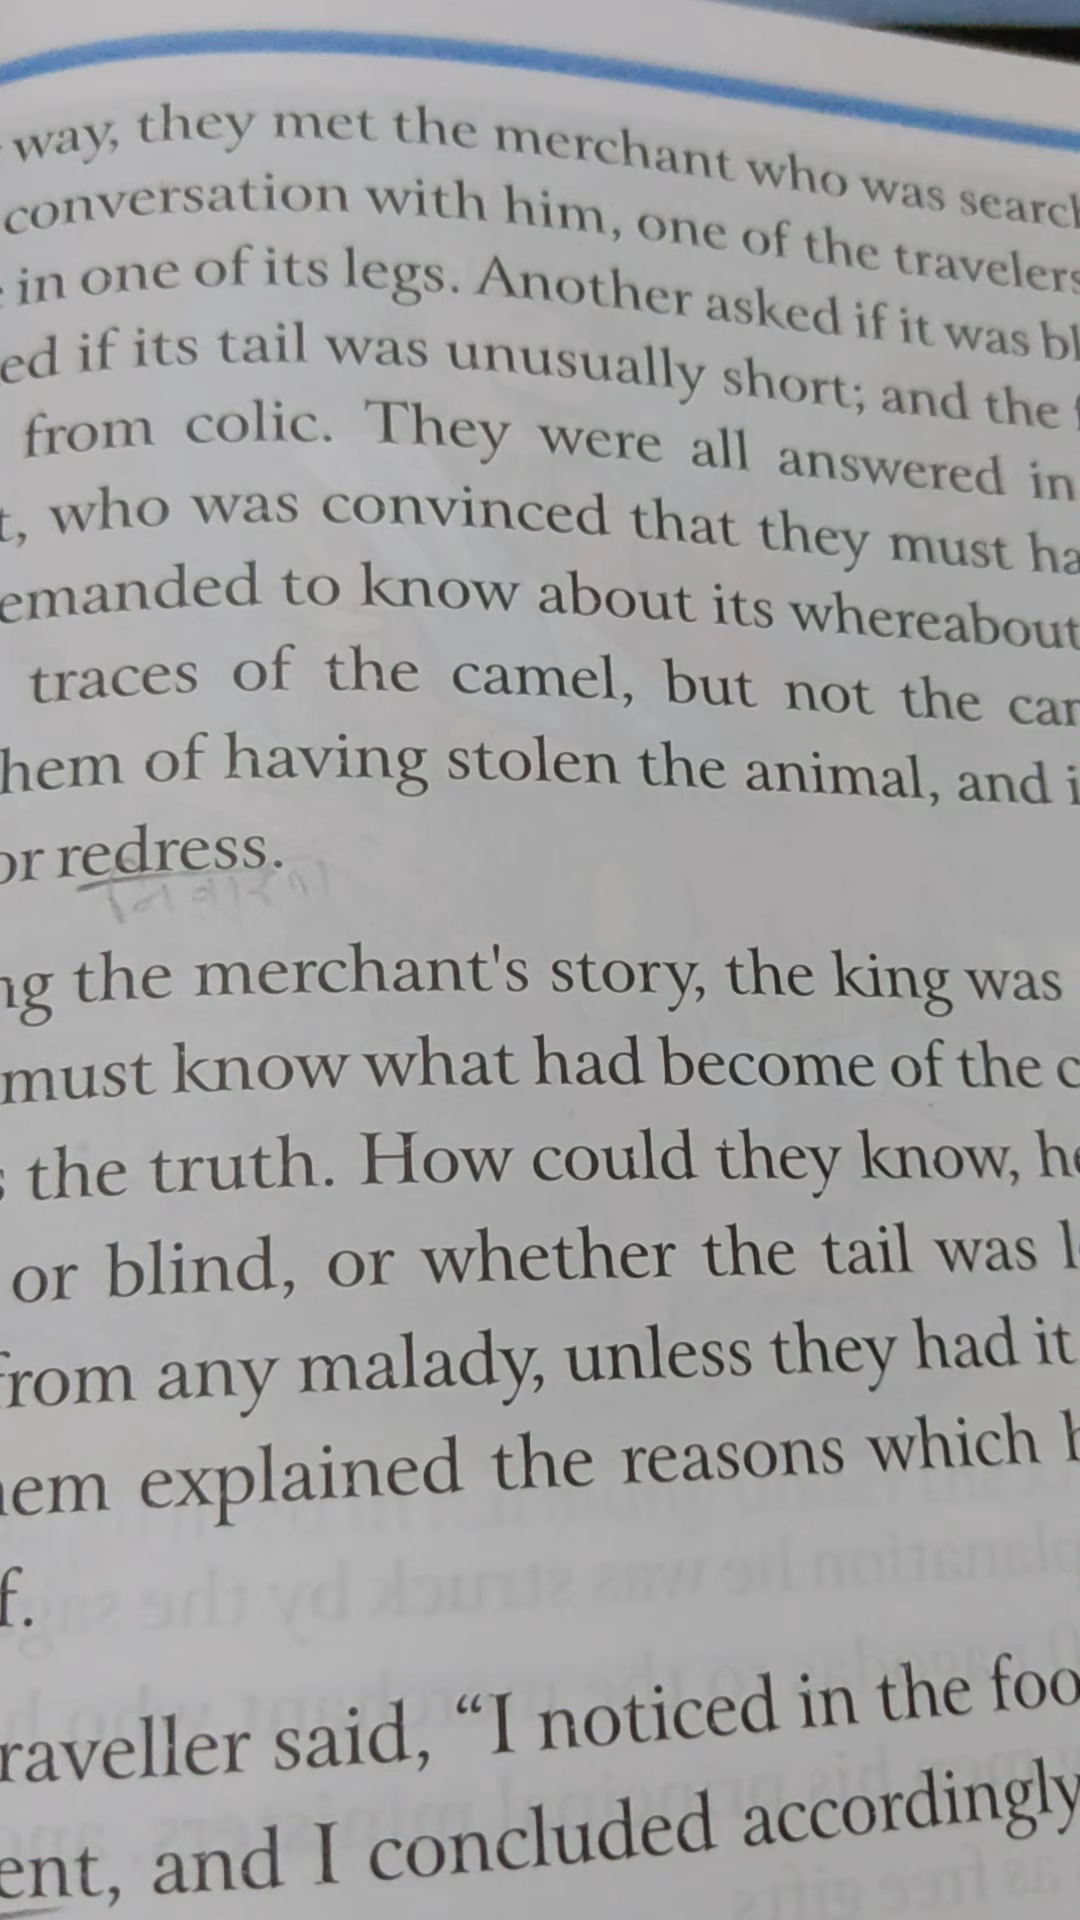 way, they met the merchant who was search
conversation with him, one of the travelers
in one of its legs. Another asked if it was bl
ed if its tail was unusually short; and the f
from colic. They were all answered in
t, who was convinced that they must ha
emanded to know about its whereabout
traces of the camel, but not the cam
hem of having stolen the animal, and i
or redress.
ng the merchant's story, the king was
must know what had become of the c
s the truth. How could they know, he
or blind, or whether the tail was l
from any malady, unless they had it
hem explained the reasons which h
f.
raveller said, “I noticed in the foo
ent, and I concluded accordingly